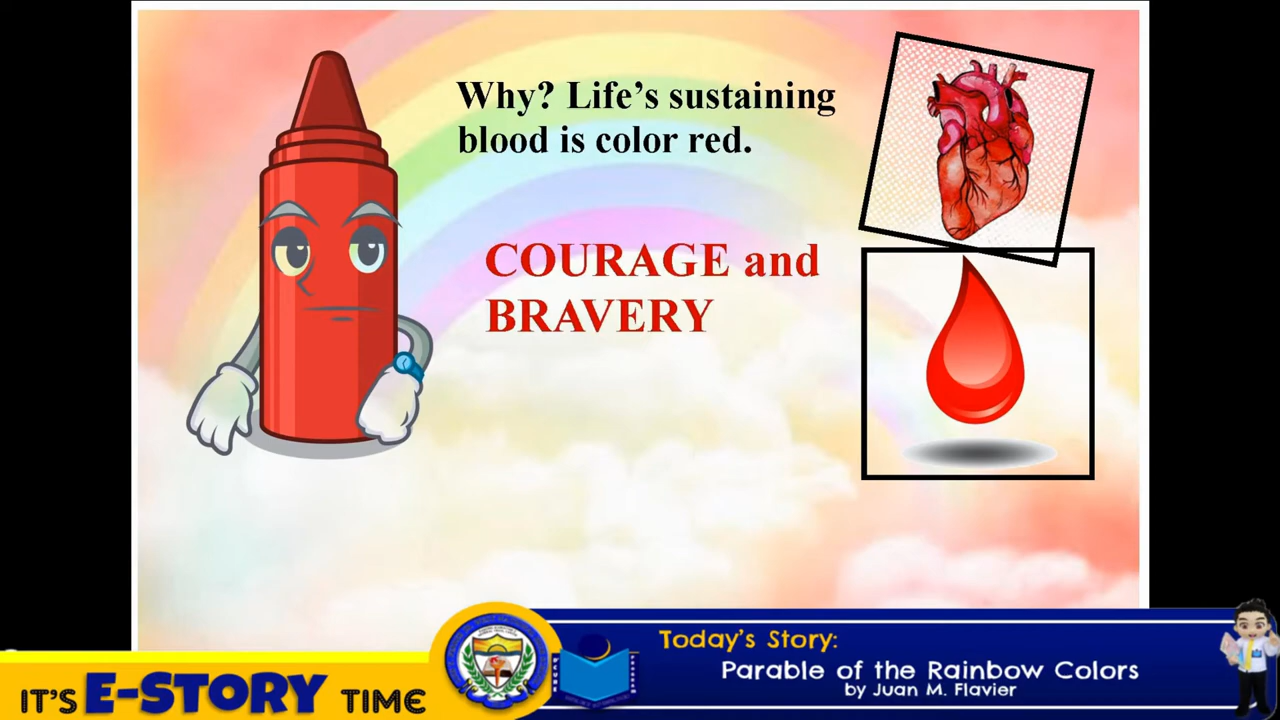 Why? Life's sustaining
blood is color red.
COURAGE and
BRAVERY
Today's Story:
Parable of the Rainbow Colors
by Juan M. Flavier
IT'S E-STORY TIME